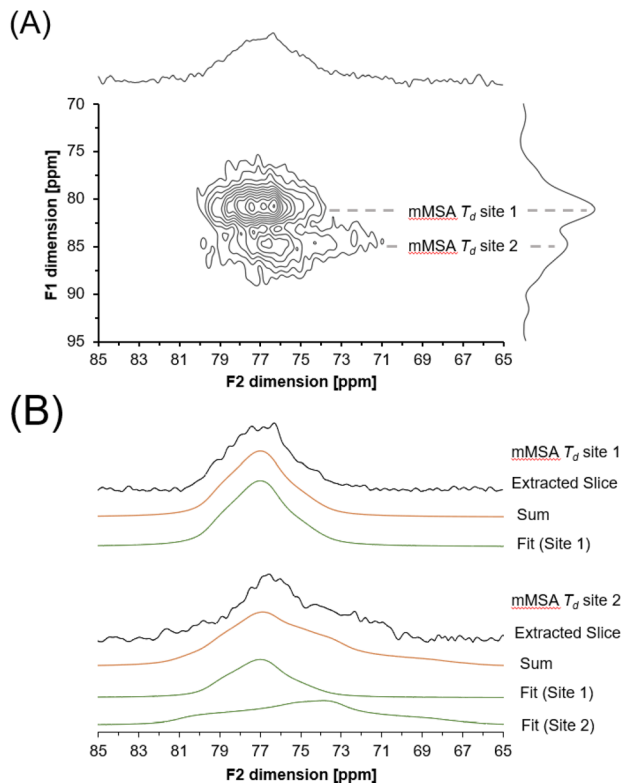 (A)
70
75
80
85
90
95
F1 dimension [ppm]
mMSA Td site 1
mMSA Td site 2
85 83 81 79 77 75 73 71 69 67 65
F2 dimension [ppm]
(B)
mMSA Td site 1
Extracted Slice
Sum
Fit (Site 1)
mMSA Td site 2
Extracted Slice
Sum
Fit (Site 1)
Fit (Site 2)
85 83 81 79 77 75 73 71 69 67 65
F2 dimension [ppm]